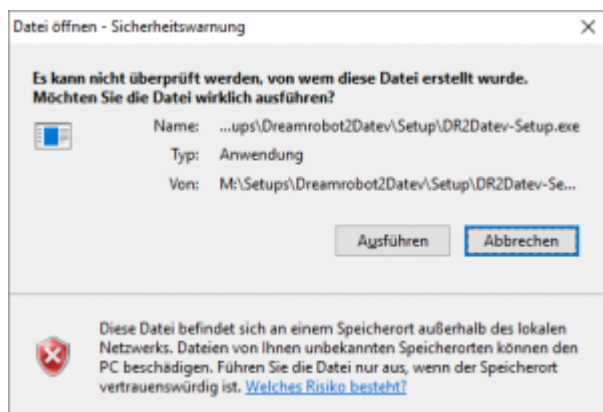 Datei öffnen - Sicherheitswarnung
Es kann nicht überprüft werden, von wem diese Datei erstellt wurde.
Möchten Sie die Datei wirklich ausführen?
Name: ...ups\Dreamrobot2Datev\Setup\DR2Datev-Setup.exe
Typ: Anwendung
Von: M:\Setups\Dreamrobot2Datev\Setup\DR2Datev-Se...
Ausführen Abbrechen
Diese Datei befindet sich an einem Speicherort außerhalb des lokalen
Netzwerks. Dateien von Ihnen unbekannten Speicherorten können den
PC beschädigen. Führen Sie die Datei nur aus, wenn der Speicherort
vertrauenswürdig ist. Welches Risiko besteht?